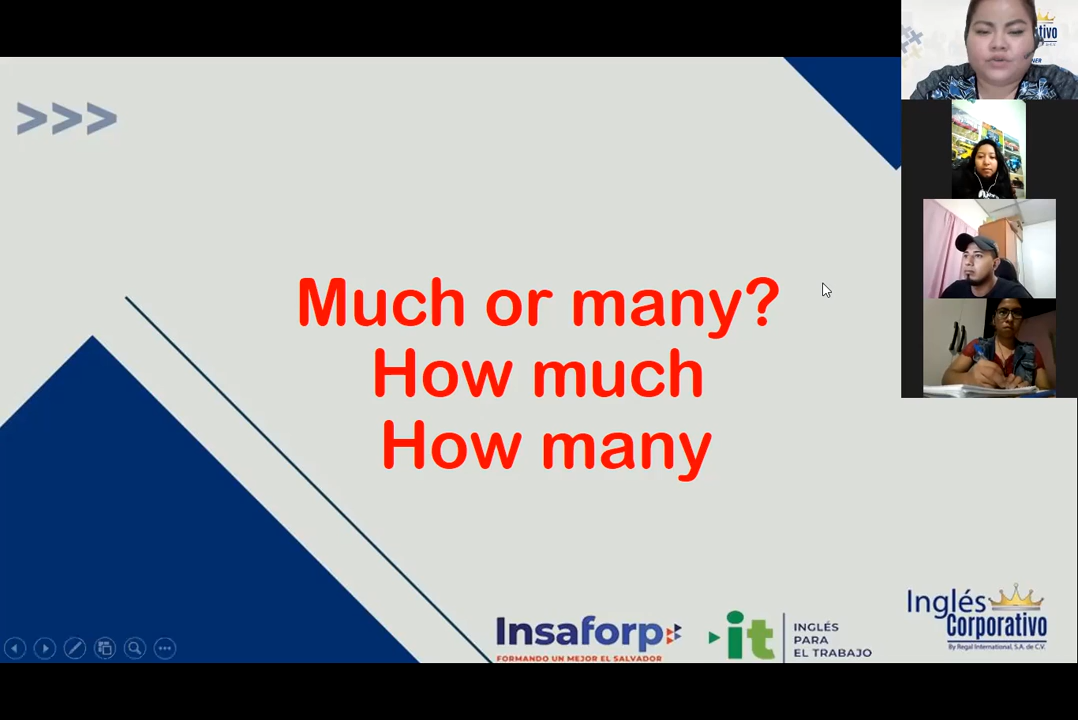 >>>
Much or many?
How much
How many
Insaforp
FORMANDO UN MEJOR EL SALVADOR
it
INGLÉS
PARA
EL TRABAJO
Inglés
Corporativo
By Regal International, S.A. de C.V.